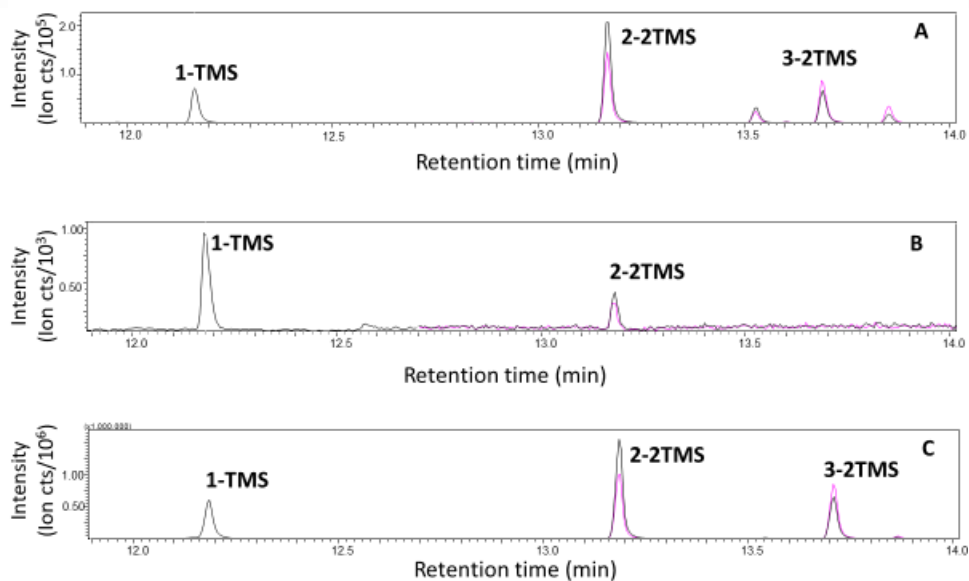 Intensity
(Ion cts/10⁵)
2.0
1.0
1-TMS
2-2TMS
3-2TMS
A
12.0
12.5
13.0
13.5
14.0
Retention time (min)
Intensity
(Ion cts/10³)
1.00
0.50
1-TMS
2-2TMS
B
12.0
12.5
13.0
13.5
14.0
Retention time (min)
Intensity
(Ion cts/10⁶)
(x1,000,000)
1.00
0.50
1-TMS
2-2TMS
3-2TMS
C
12.0
12.5
13.0
13.5
14.0
Retention time (min)